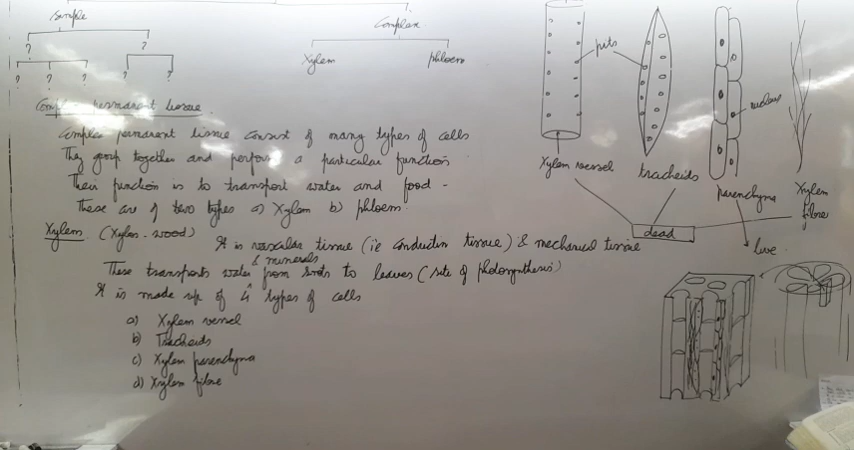 Simple
Complex
? ?
Xylem phloem
? ? ? ? ?
permanent tissue
Complex permanent tissue consist of many types of cells
They group together and perform a particular function
Their function is to transport water and food -
These are of two types a) Xylem b) phloem.
Xylem (Xylos - wood) It is vascular tissue (i'e conductin tissue) & mechanical tissue
& minerals
These transports water from roots to leaves (site of photosynthesis)
It is made up of 4 types of cells
a) Xylem vessel
b) Tracheids
c) Xylem parenchyma
d) Xylem fibre
pits
nucleus
Xylem vessel
tracheids
parenchyma
Xylem fibre
dead
live